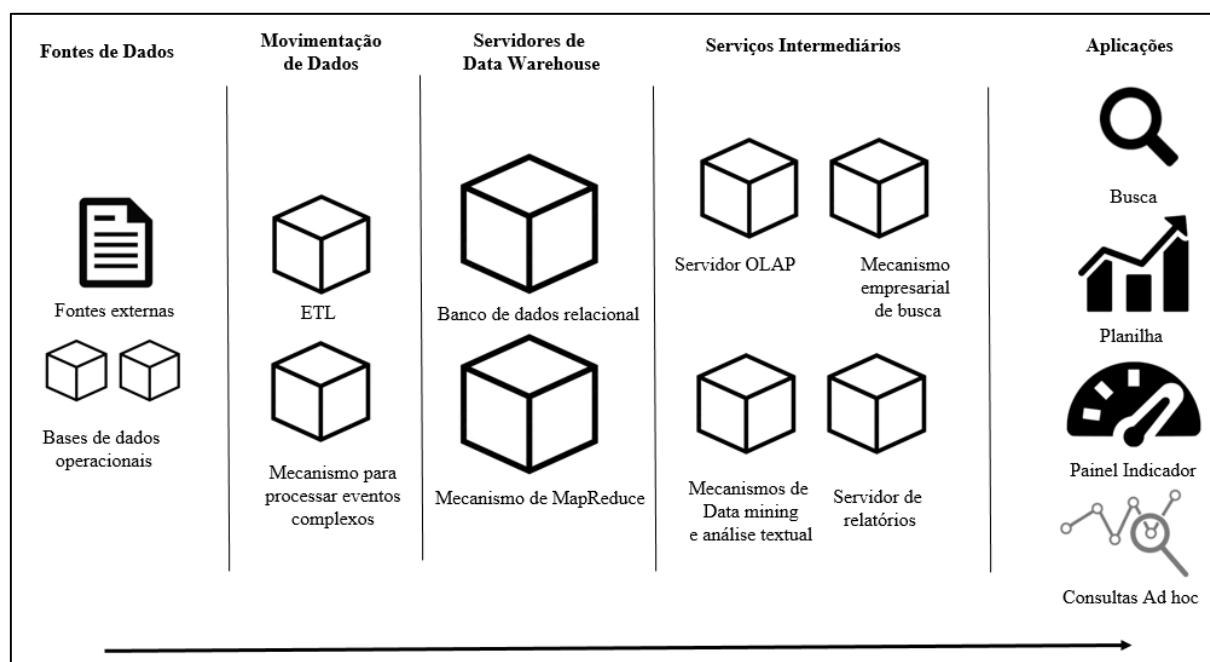 Fontes de Dados
Movimentação
de Dados
Servidores de
Data Warehouse
Serviços Intermediários
Aplicações
Fontes externas
Bases de dados
operacionais
ETL
Mecanismo para
processar eventos
complexos
Banco de dados relacional
Mecanismo de MapReduce
Servidor OLAP
Mecanismo
empresarial
de busca
Mecanismos de
Data mining
e análise textual
Servidor de
relatórios
Busca
Planilha
Painel Indicador
Consultas Ad hoc